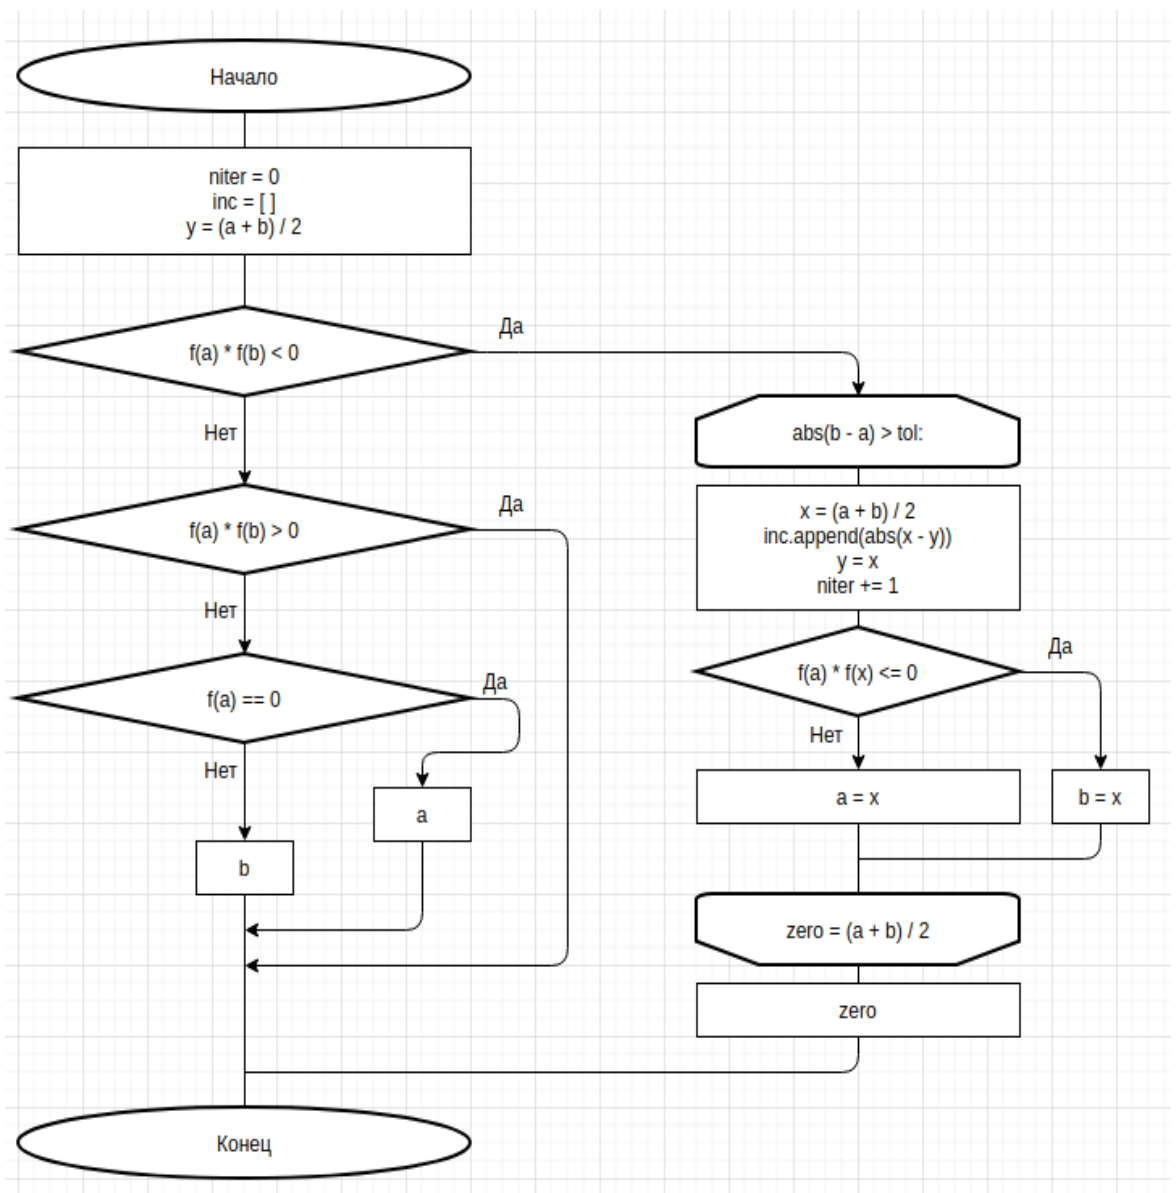 Начало
niter = 0
inc = [ ]
y = (a + b) / 2
f(a) * f(b) < 0
Да
Нет
f(a) * f(b) > 0
Да
Нет
f(a) == 0
Да
Нет
a
b
abs(b - a) > tol:
x = (a + b) / 2
inc.append(abs(x - y))
y = x
niter += 1
f(a) * f(x) <= 0
Да
Нет
a = x
b = x
zero = (a + b) / 2
zero
Конец